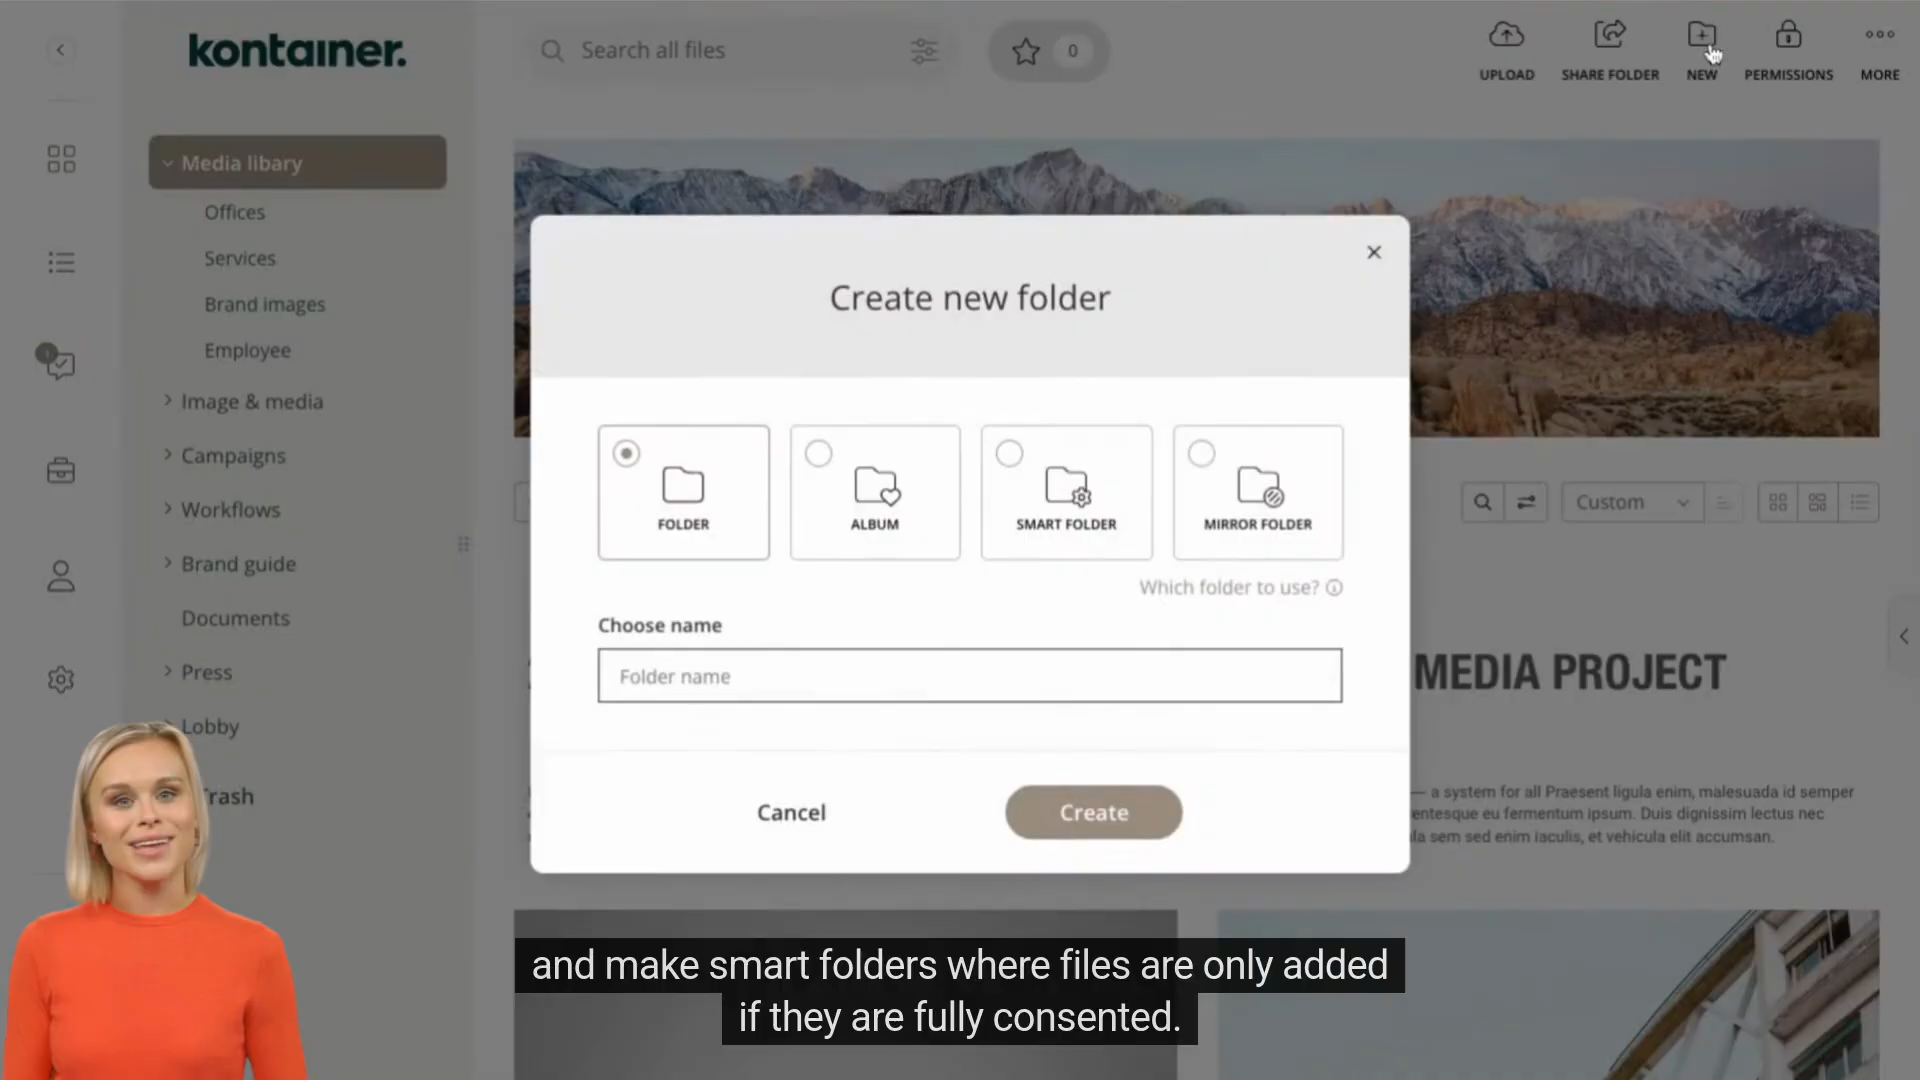 kontainer.
Search all files
0
UPLOAD
SHARE FOLDER
NEW
PERMISSIONS
MORE
Media libary
Offices
Services
Brand images
Employee
Image & media
Campaigns
Workflows
Brand guide
Documents
Press
Lobby
Trash
Create new folder
FOLDER
ALBUM
SMART FOLDER
MIRROR FOLDER
Which folder to use?
Choose name
Folder name
Cancel
Create
Custom
MEDIA PROJECT
— a system for all Praesent ligula enim, malesuada id semper
entesque eu fermentum ipsum. Duis dignissim lectus nec
la sem sed enim iaculis, et vehicula elit accumsan.
and make smart folders where files are only added
if they are fully consented.